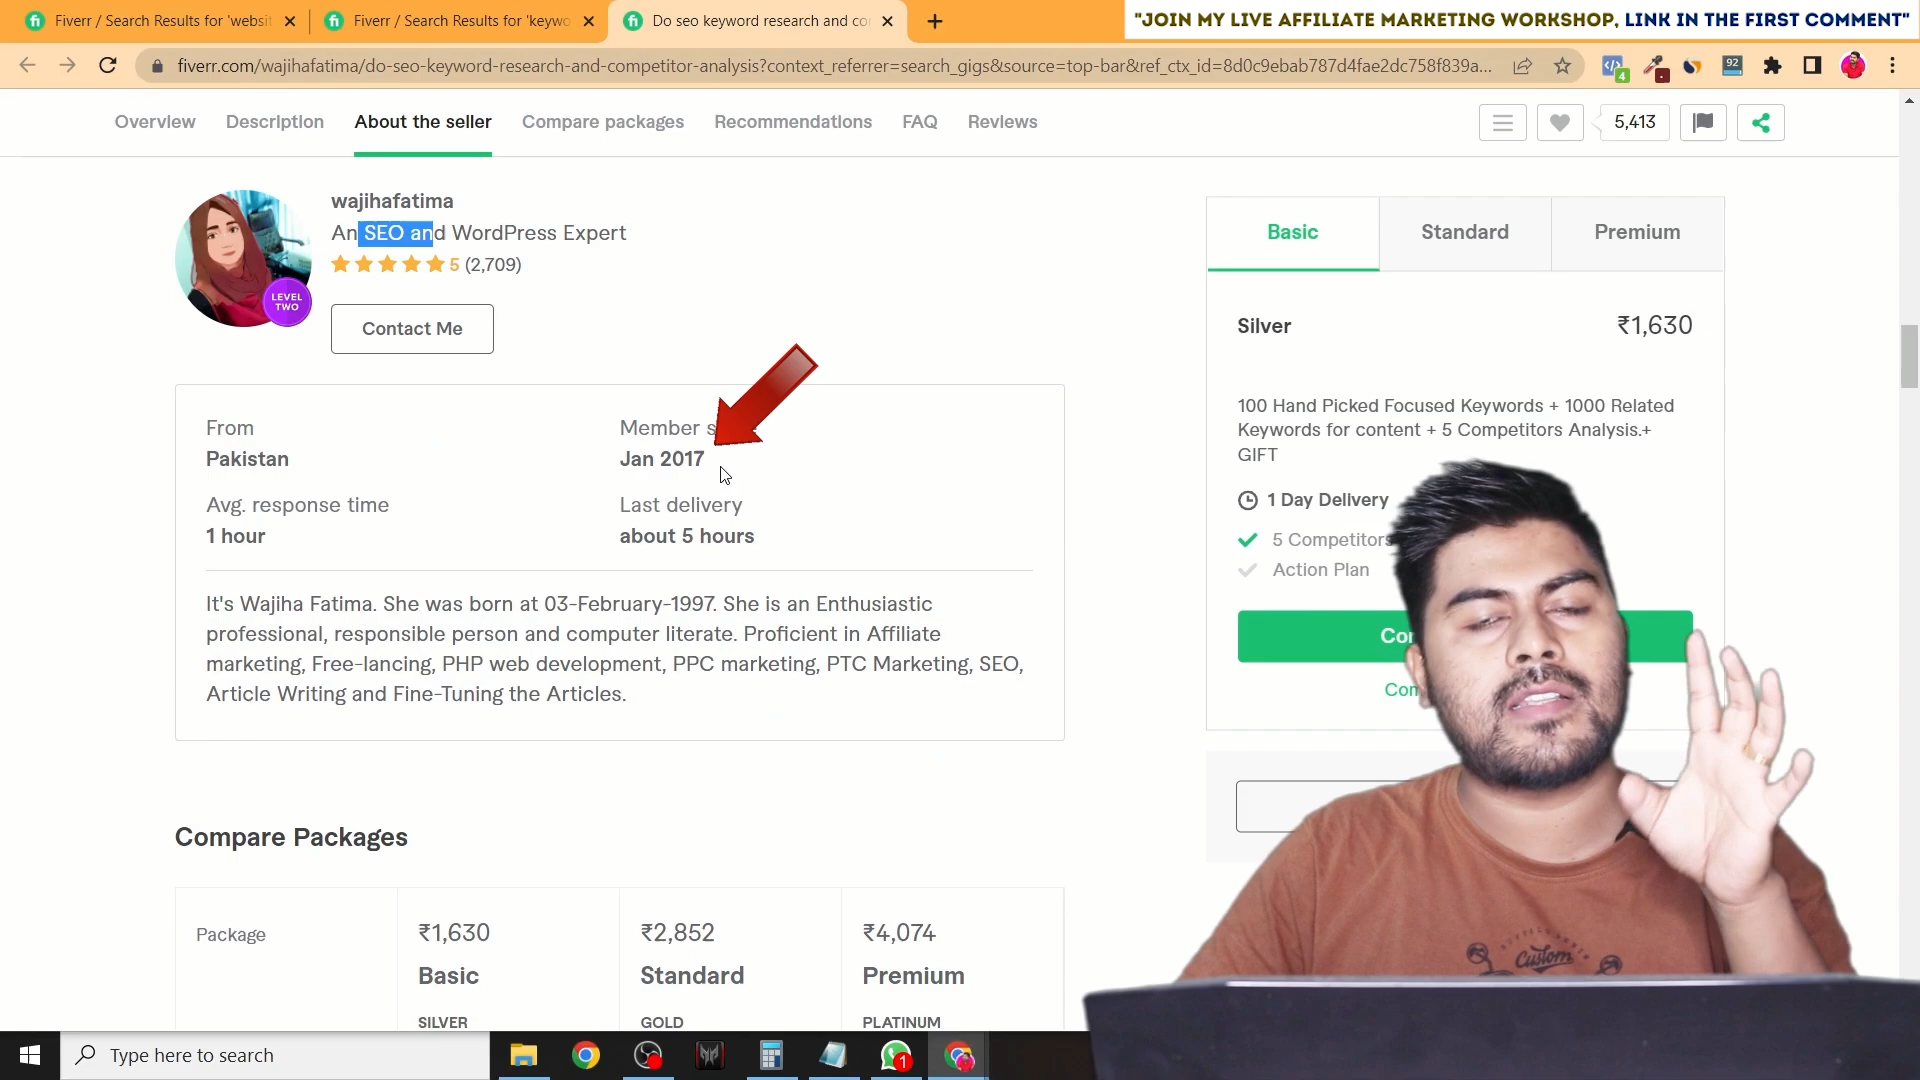 Fiverr / Search Results for 'websit
Fiverr / Search Results for 'keywo
Do seo keyword research and co
"JOIN MY LIVE AFFILIATE MARKETING WORKSHOP, LINK IN THE FIRST COMMENT"
fiverr.com/wajihafatima/do-seo-keyword-research-and-competitor-analysis?context_referrer=search_gigs&source=top-bar&ref_ctx_id=8d0c9ebab787d4fae2dc758f839a...
4
92
Overview
Description
About the seller
Compare packages
Recommendations
FAQ
Reviews
5,413
wajihafatima
An SEO and WordPress Expert
5 (2,709)
LEVEL
TWO
Contact Me
From
Pakistan
Member s
Jan 2017
Avg. response time
1 hour
Last delivery
about 5 hours
It's Wajiha Fatima. She was born at 03-February-1997. She is an Enthusiastic
professional, responsible person and computer literate. Proficient in Affiliate
marketing, Free-lancing, PHP web development, PPC marketing, PTC Marketing, SEO,
Article Writing and Fine-Tuning the Articles.
Basic
Standard
Premium
Silver
₹1,630
100 Hand Picked Focused Keywords + 1000 Related
Keywords for content + 5 Competitors Analysis.+
GIFT
1 Day Delivery
5 Competitors
Action Plan
Co
Com
Compare Packages
Package
₹1,630
Basic
SILVER
₹2,852
Standard
GOLD
₹4,074
Premium
PLATINUM
Custom
Type here to search
1